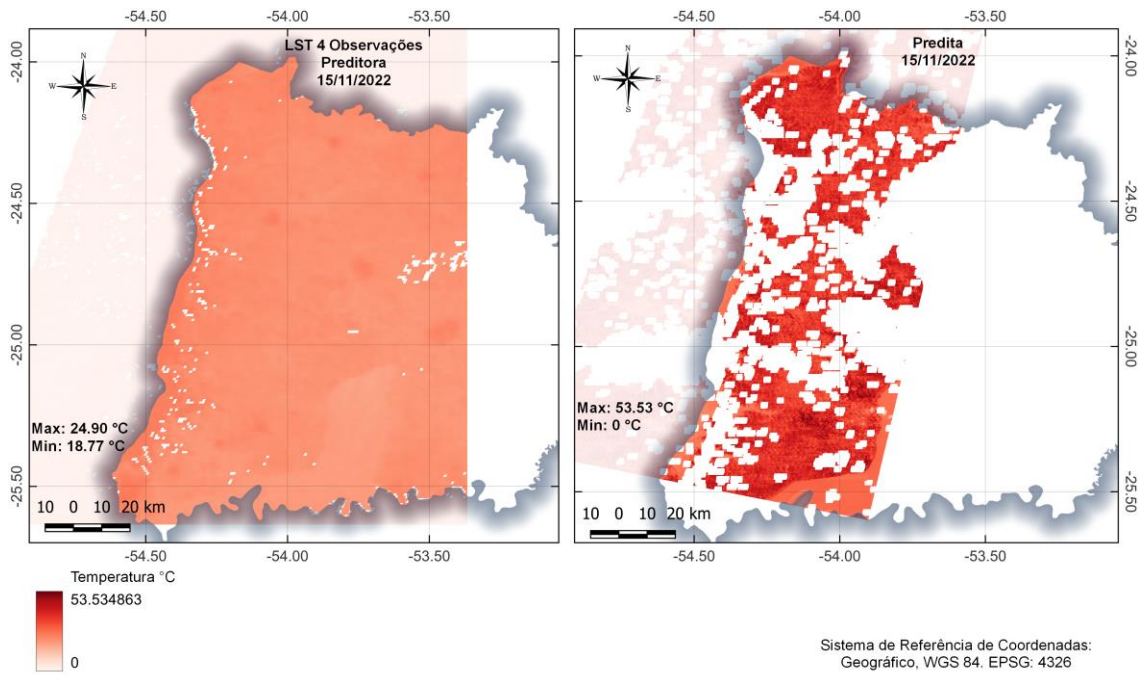 -54.50 -54.00 -53.50
-54.50 -54.00 -53.50
-24.00
-24.50
-25.00
-25.50
N
W E
S
LST 4 Observações
Preditora
15/11/2022
Max: 24.90 °C
Min: 18.77 °C
10 0 10 20 km
-54.50 -54.00 -53.50
N
W E
S
Predita
15/11/2022
Max: 53.53 °C
Min: 0 °C
10 0 10 20 km
-24.00
-24.50
-25.00
-25.50
-54.50 -54.00 -53.50
Temperatura °C
53.534863
0
Sistema de Referência de Coordenadas:
Geográfico, WGS 84. EPSG: 4326